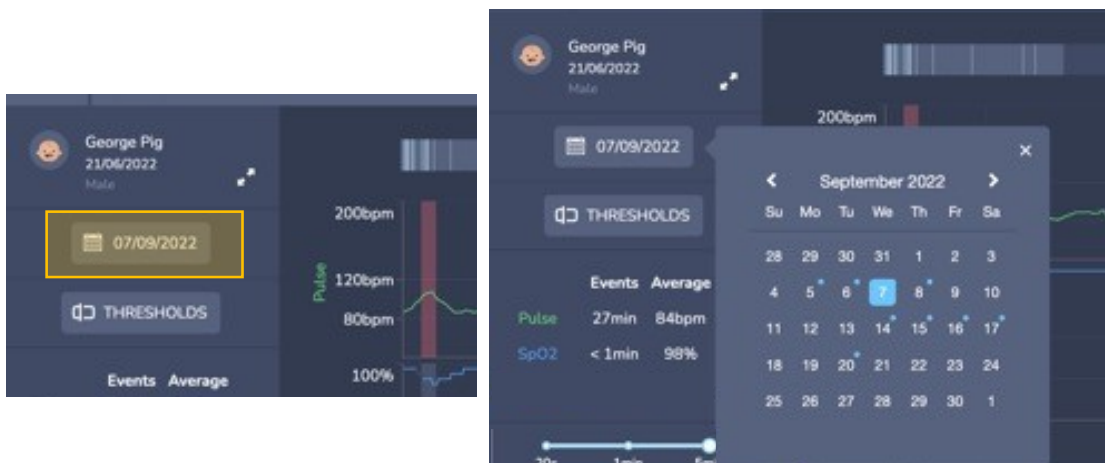 George Pig
21/06/2022
Male
07/09/2022
THRESHOLDS
Events Average
200bpm
120bpm
80bpm
100%
Pulse
George Pig
21/06/2022
Male
07/09/2022
THRESHOLDS
Events Average
Pulse 27min 84bpm
SpO2 < 1min 98%
200bpm
September 2022
Su Mo Tu We Th Fr Sa
28 29 30 31 1 2 3
4 5 6 7 8 9 10
11 12 13 14 15 16 17
18 19 20 21 22 23 24
25 26 27 28 29 30 1